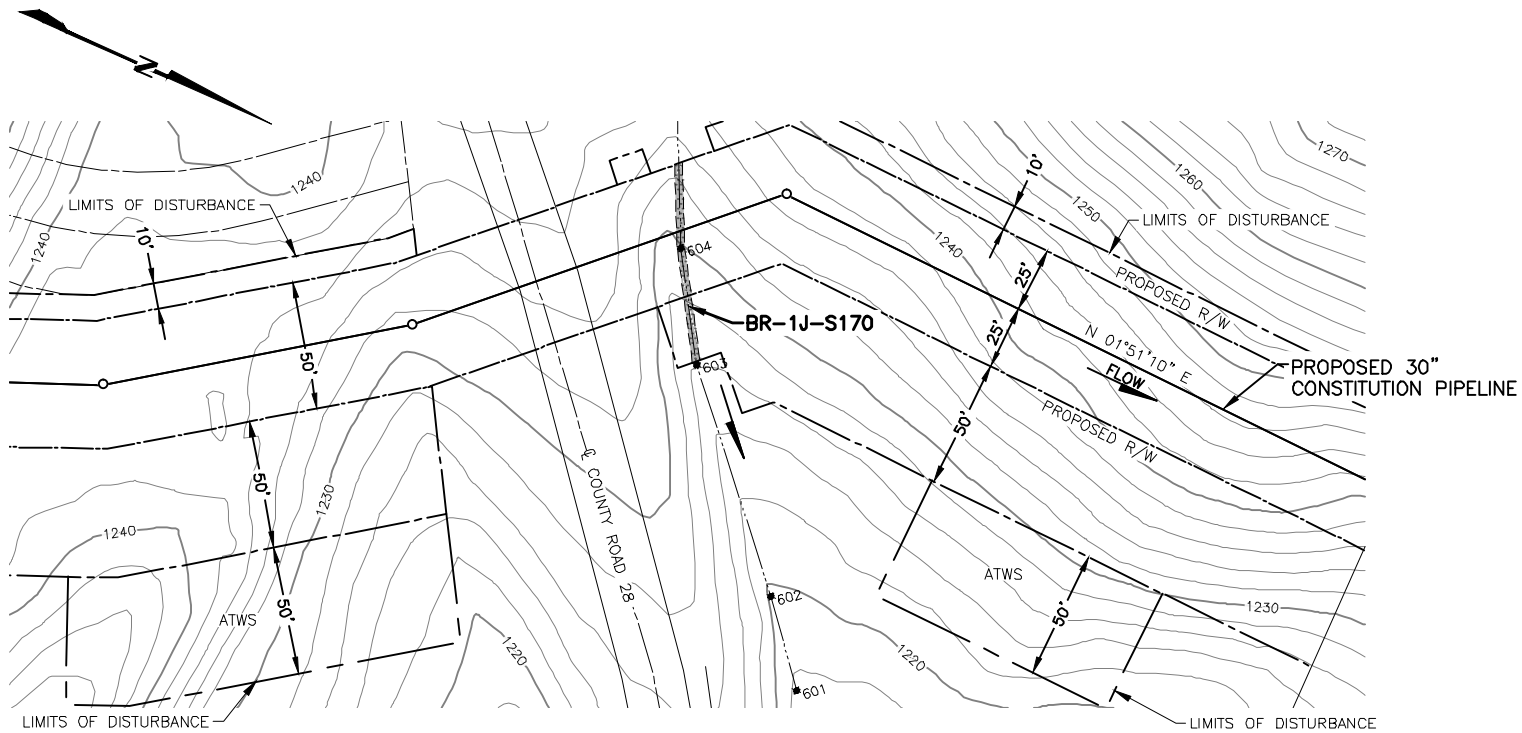 N
1240
1240
LIMITS OF DISTURBANCE
10'
50'
50'
50'
1230
1240
ATWS
1220
LIMITS OF DISTURBANCE
℄ COUNTY ROAD 28
604
BR-1J-S170
603
602
601
10'
1270
1260
1250
LIMITS OF DISTURBANCE
1240
25'
PROPOSED R/W
25'
N 01°51'10" E
FLOW
PROPOSED 30"
CONSTITUTION PIPELINE
50'
PROPOSED R/W
ATWS
1230
50'
1220
LIMITS OF DISTURBANCE